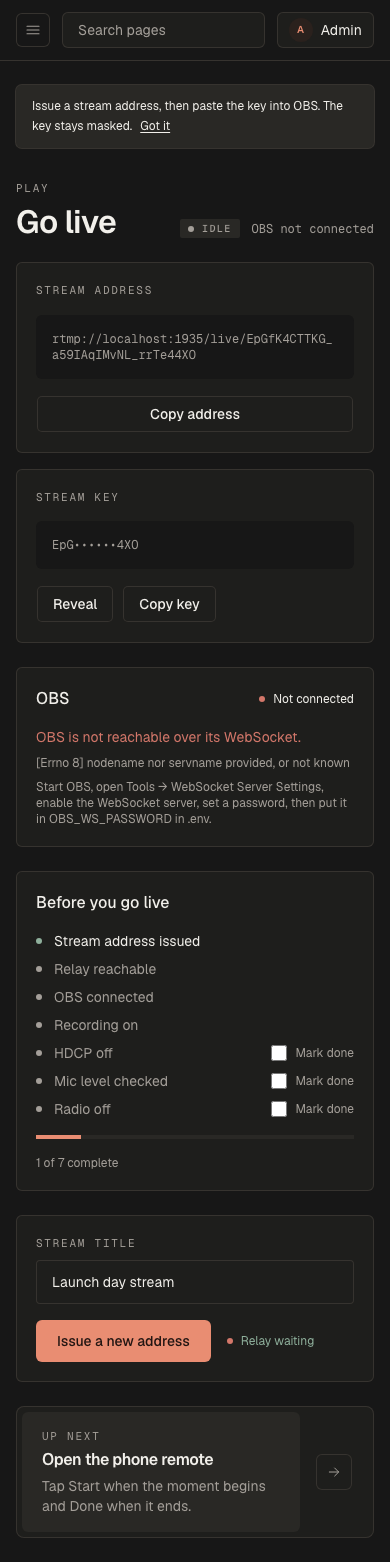 Search pages
A
Admin
Issue a stream address, then paste the key into OBS. The
key stays masked. Got it
PLAY
Go live
IDLE
OBS not connected
STREAM ADDRESS
rtmp://localhost:1935/live/EpGfK4CTTKG_
a59IAqIMvNL_rrTe44XO
Copy address
STREAM KEY
EpG••••••4XO
Reveal
Copy key
OBS
Not connected
OBS is not reachable over its WebSocket.
[Errno 8] nodename nor servname provided, or not known
Start OBS, open Tools → WebSocket Server Settings,
enable the WebSocket server, set a password, then put it
in OBS_WS_PASSWORD in .env.
Before you go live
Stream address issued
Relay reachable
OBS connected
Recording on
HDCP off
Mark done
Mic level checked
Mark done
Radio off
Mark done
1 of 7 complete
STREAM TITLE
Launch day stream
Issue a new address
Relay waiting
UP NEXT
Open the phone remote
Tap Start when the moment begins
and Done when it ends.